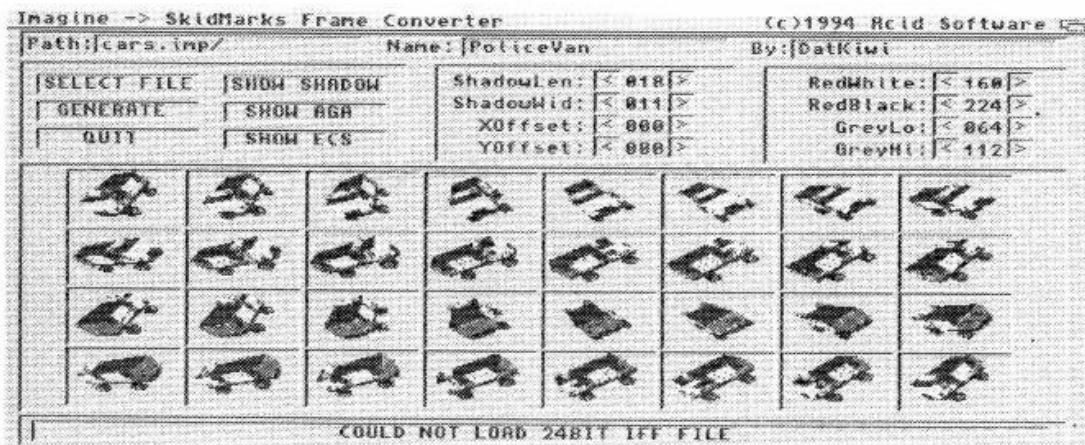 Imagine -> SkidMarks Frame Converter (c)1994 Acid Software
Path: cars.imp/ Name: PoliceVan By: DatKiwi
SELECT FILE SHOW SHADOW ShadowLen: < 018 > RedWhite: < 160 >
GENERATE SHOW AGA ShadowWid: < 011 > RedBlack: < 224 >
QUIT SHOW ECS XOffset: < 000 > GreyLo: < 064 >
YOffset: < 000 > GreyHi: < 112 >
COULD NOT LOAD 24BIT IFF FILE